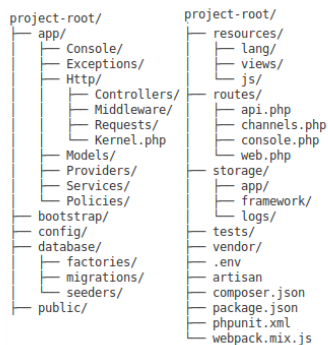 project-root/
├── app/
│   ├── Console/
│   ├── Exceptions/
│   ├── Http/
│   │   ├── Controllers/
│   │   ├── Middleware/
│   │   ├── Requests/
│   │   └── Kernel.php
│   ├── Models/
│   ├── Providers/
│   ├── Services/
│   └── Policies/
├── bootstrap/
├── config/
├── database/
│   ├── factories/
│   ├── migrations/
│   └── seeders/
├── public/
project-root/
├── resources/
│   ├── lang/
│   ├── views/
│   └── js/
├── routes/
│   ├── api.php
│   ├── channels.php
│   ├── console.php
│   └── web.php
├── storage/
│   ├── app/
│   ├── framework/
│   └── logs/
├── tests/
├── vendor/
├── .env
├── artisan
├── composer.json
├── package.json
├── phpunit.xml
└── webpack.mix.js